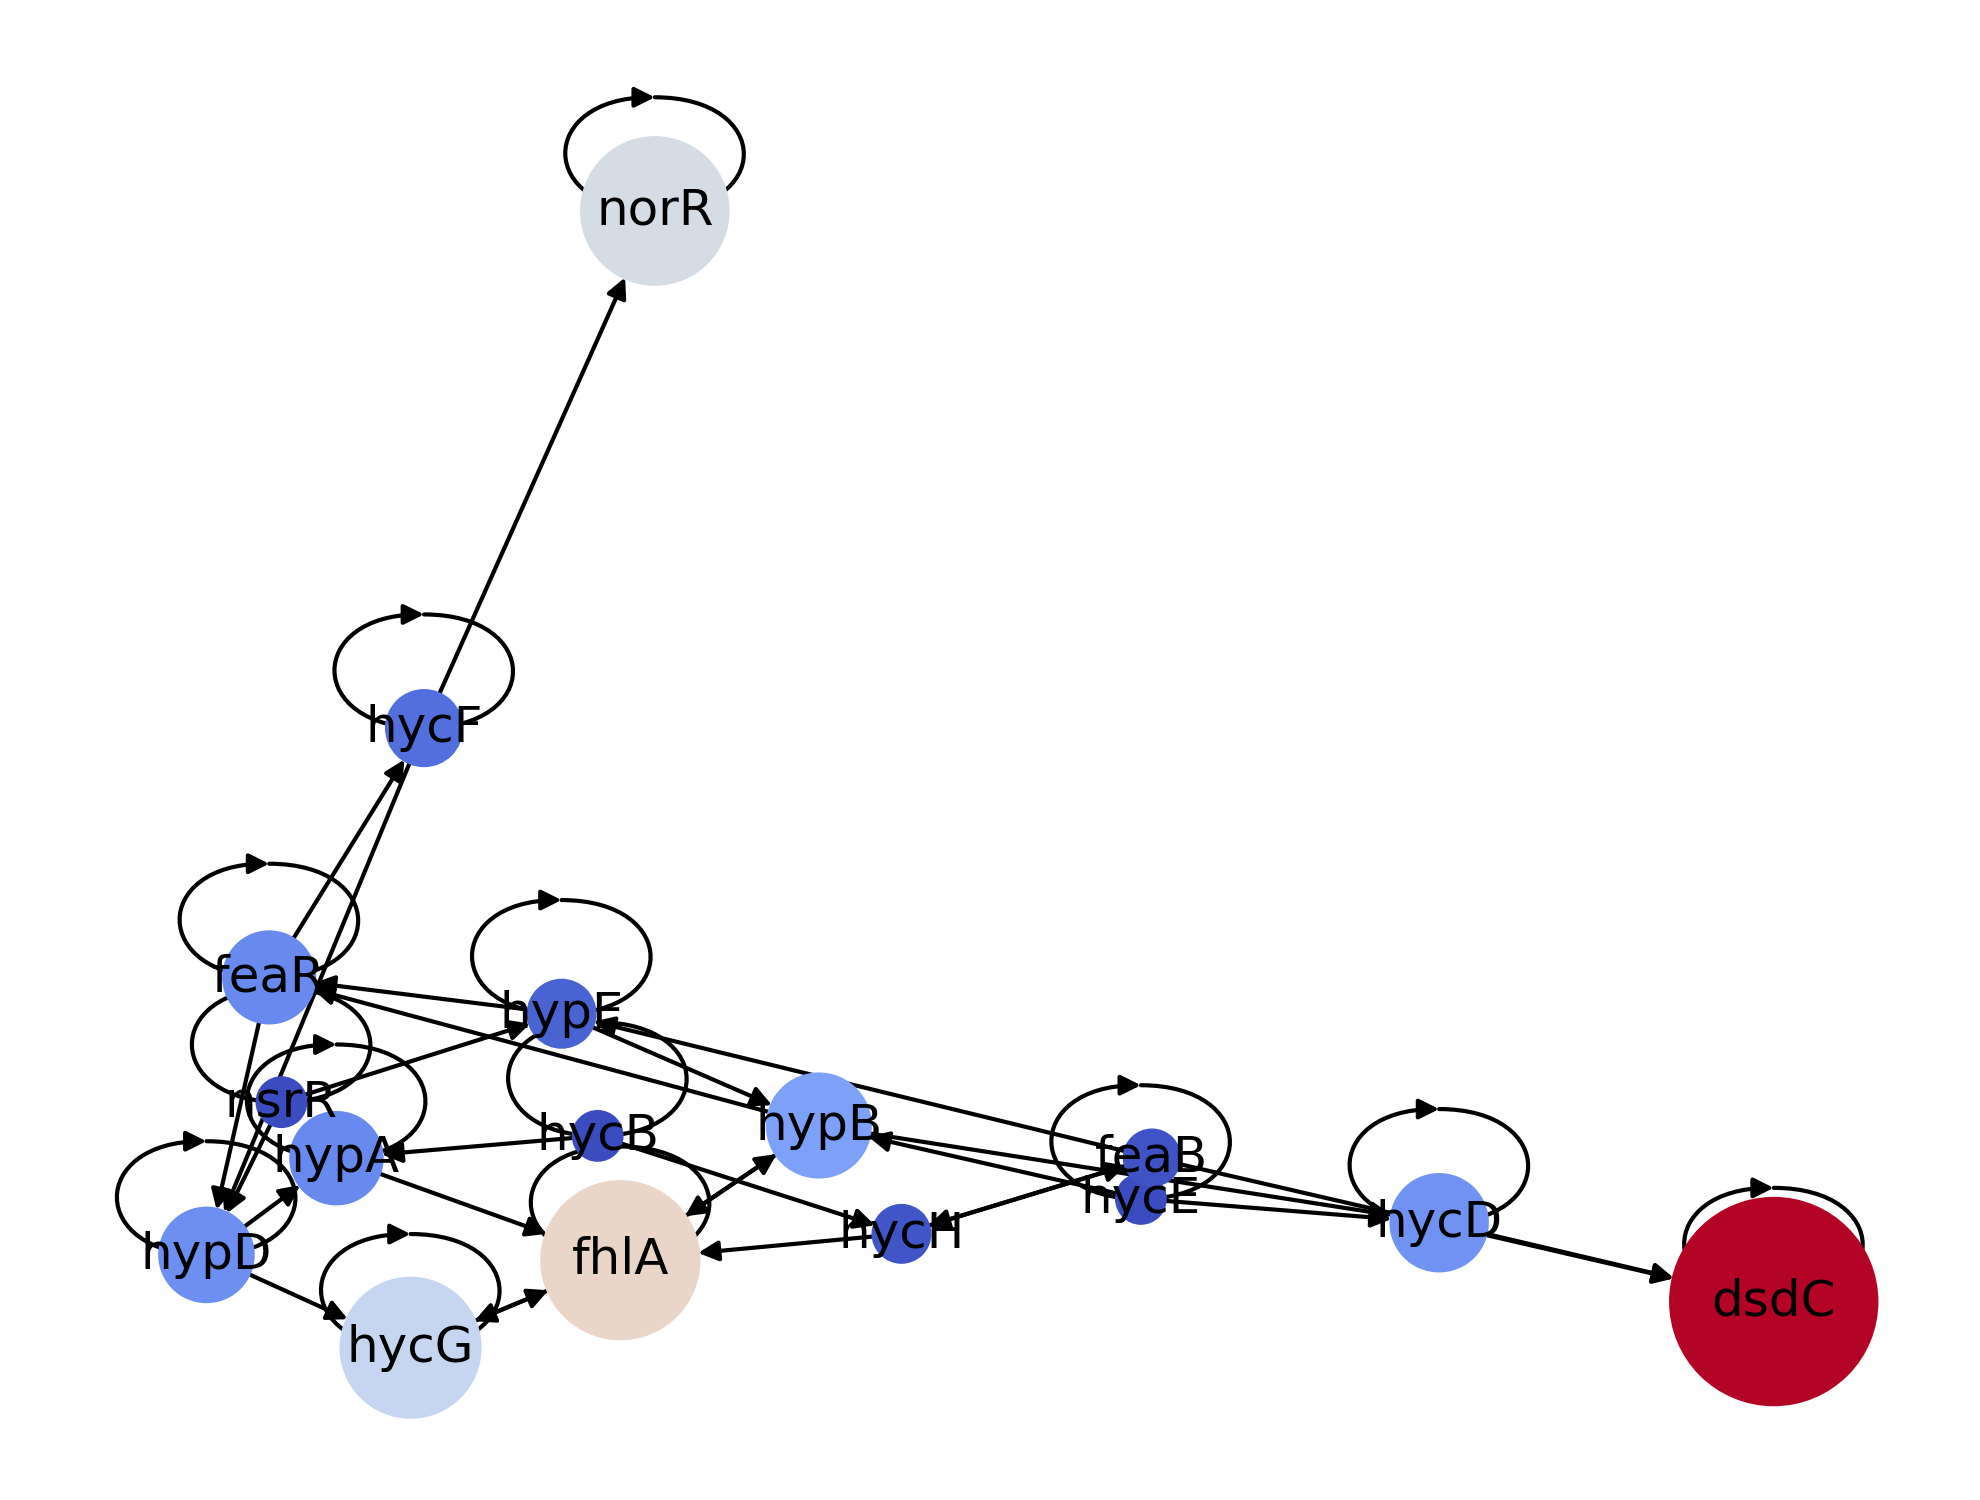 norR
hycF
feaR
hypE
nsrR
hycB
hypB
hypA
feaB
hycE
hycD
hycH
hypD
fhlA
dsdC
hycG